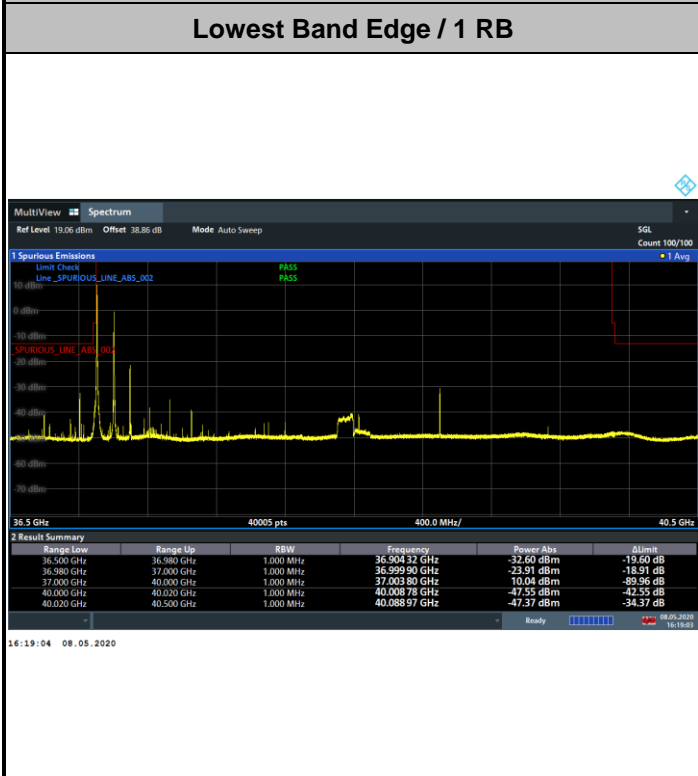 Lowest Band Edge / 1 RB
MultiView Spectrum
Ref Level 19.06 dBm Offset 38.86 dB Mode Auto Sweep SGL
Count 100/100
1 Spurious Emissions 1 Avg
Limit Check PASS
Line _SPURIOUS_LINE_ABS_002 PASS
10 dBm
0 dBm
-10 dBm
_SPURIOUS_LINE_ABS_002
-20 dBm
-30 dBm
-40 dBm
-60 dBm
-70 dBm
36.5 GHz 40005 pts 400.0 MHz/ 40.5 GHz
2 Result Summary
Range Low Range Up RBW Frequency Power Abs ΔLimit
36.500 GHz 36.980 GHz 1.000 MHz 36.904 32 GHz -32.60 dBm -19.60 dB
36.980 GHz 37.000 GHz 1.000 MHz 36.999 90 GHz -23.91 dBm -18.91 dB
37.000 GHz 40.000 GHz 1.000 MHz 37.003 80 GHz 10.04 dBm -89.96 dB
40.000 GHz 40.020 GHz 1.000 MHz 40.008 78 GHz -47.55 dBm -42.55 dB
40.020 GHz 40.500 GHz 1.000 MHz 40.088 97 GHz -47.37 dBm -34.37 dB
Ready 08.05.2020
16:19:03
16:19:04 08.05.2020